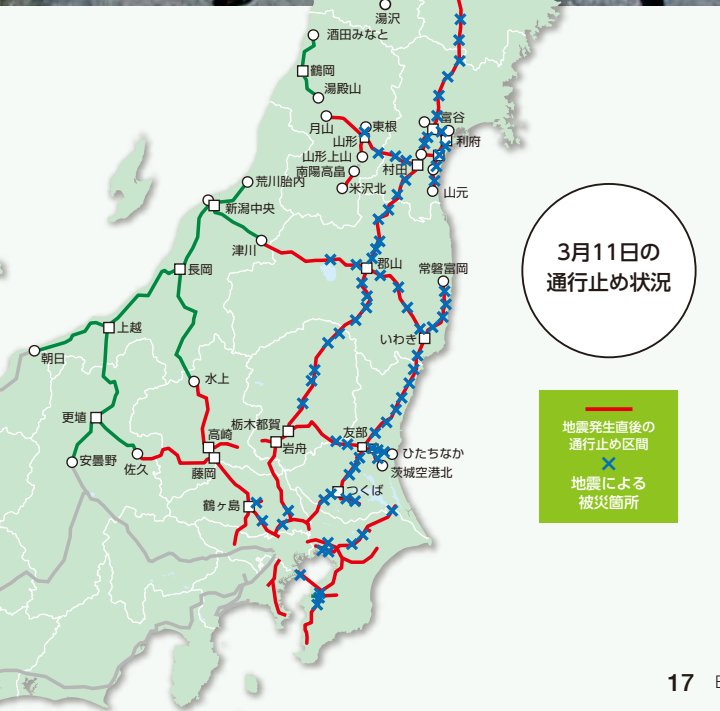 湯沢
酒田みなと
鶴岡
湯殿山
月山
東根
山形
山形上山
南陽高畠
米沢北
富谷
利府
村田
山元
荒川胎内
新潟中央
津川
郡山
常磐富岡
長岡
上越
朝日
いわき
水上
更埴
高崎
栃木都賀
岩舟
友部
ひたちなか
茨城空港北
安曇野
佐久
藤岡
つくば
鶴ヶ島
3月11日の
通行止め状況
地震発生直後の
通行止め区間
地震による
被災箇所
17